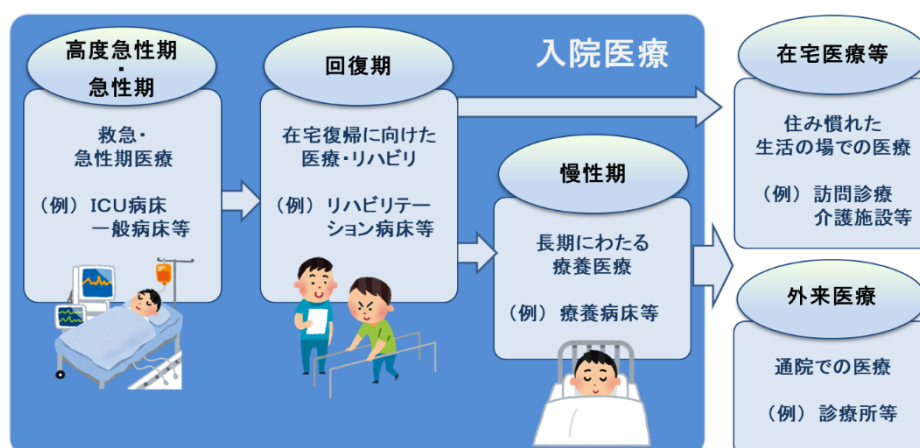 入院医療
高度急性期
・
急性期
救急・
急性期医療
（例） ICU病床
一般病床等
回復期
在宅復帰に向けた
医療・リハビリ
（例） リハビリテー
ション病床等
慢性期
長期にわたる
療養医療
（例） 療養病床等
在宅医療等
住み慣れた
生活の場での医療
（例） 訪問診療
介護施設等
外来医療
通院での医療
（例） 診療所等